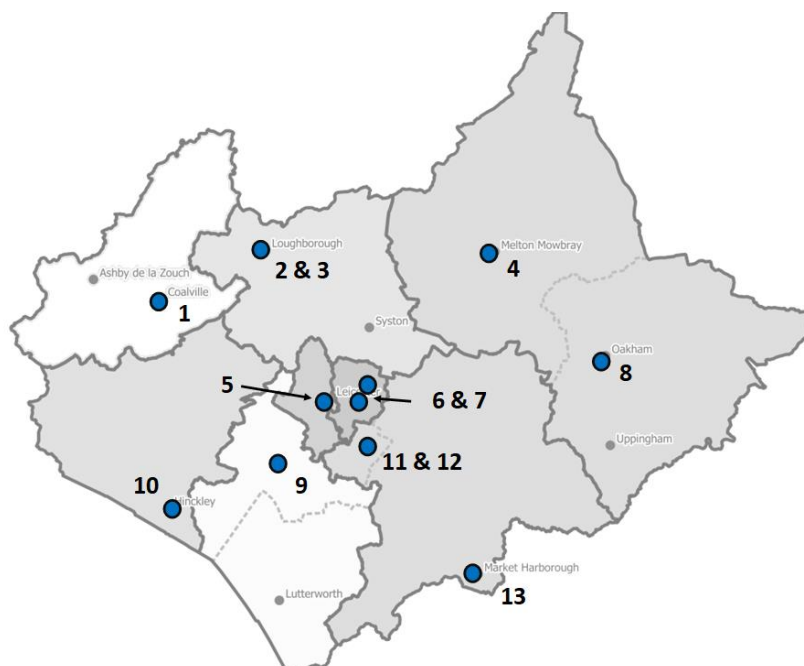 Loughborough
2 & 3
Melton Mowbray
4
Ashby de la Zouch
Coalville
1
Syston
Oakham
8
5
6 & 7
Uppingham
11 & 12
9
10
Hinckley
Market Harborough
13
Lutterworth